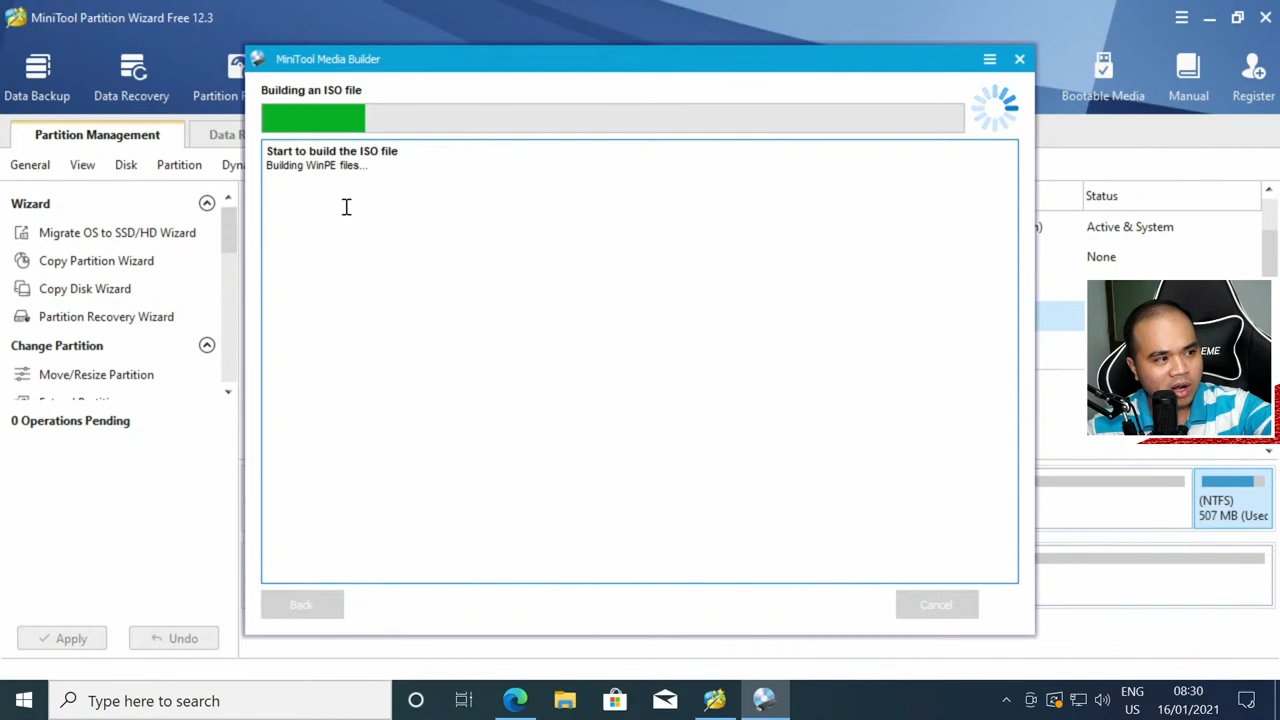 MiniTool Partition Wizard Free 12.3
Data Backup
Data Recovery
Partition R
Bootable Media
Manual
Register
MiniTool Media Builder
Building an ISO file
Start to build the ISO file
Building WinPE files...
Back
Cancel
Partition Management
Data R
General
View
Disk
Partition
Dyn
Wizard
Migrate OS to SSD/HD Wizard
Copy Partition Wizard
Copy Disk Wizard
Partition Recovery Wizard
Change Partition
Move/Resize Partition
0 Operations Pending
Apply
Undo
Status
Active & System
None
EME
(NTFS)
507 MB (Used
Type here to search
ENG
US
08:30
16/01/2021